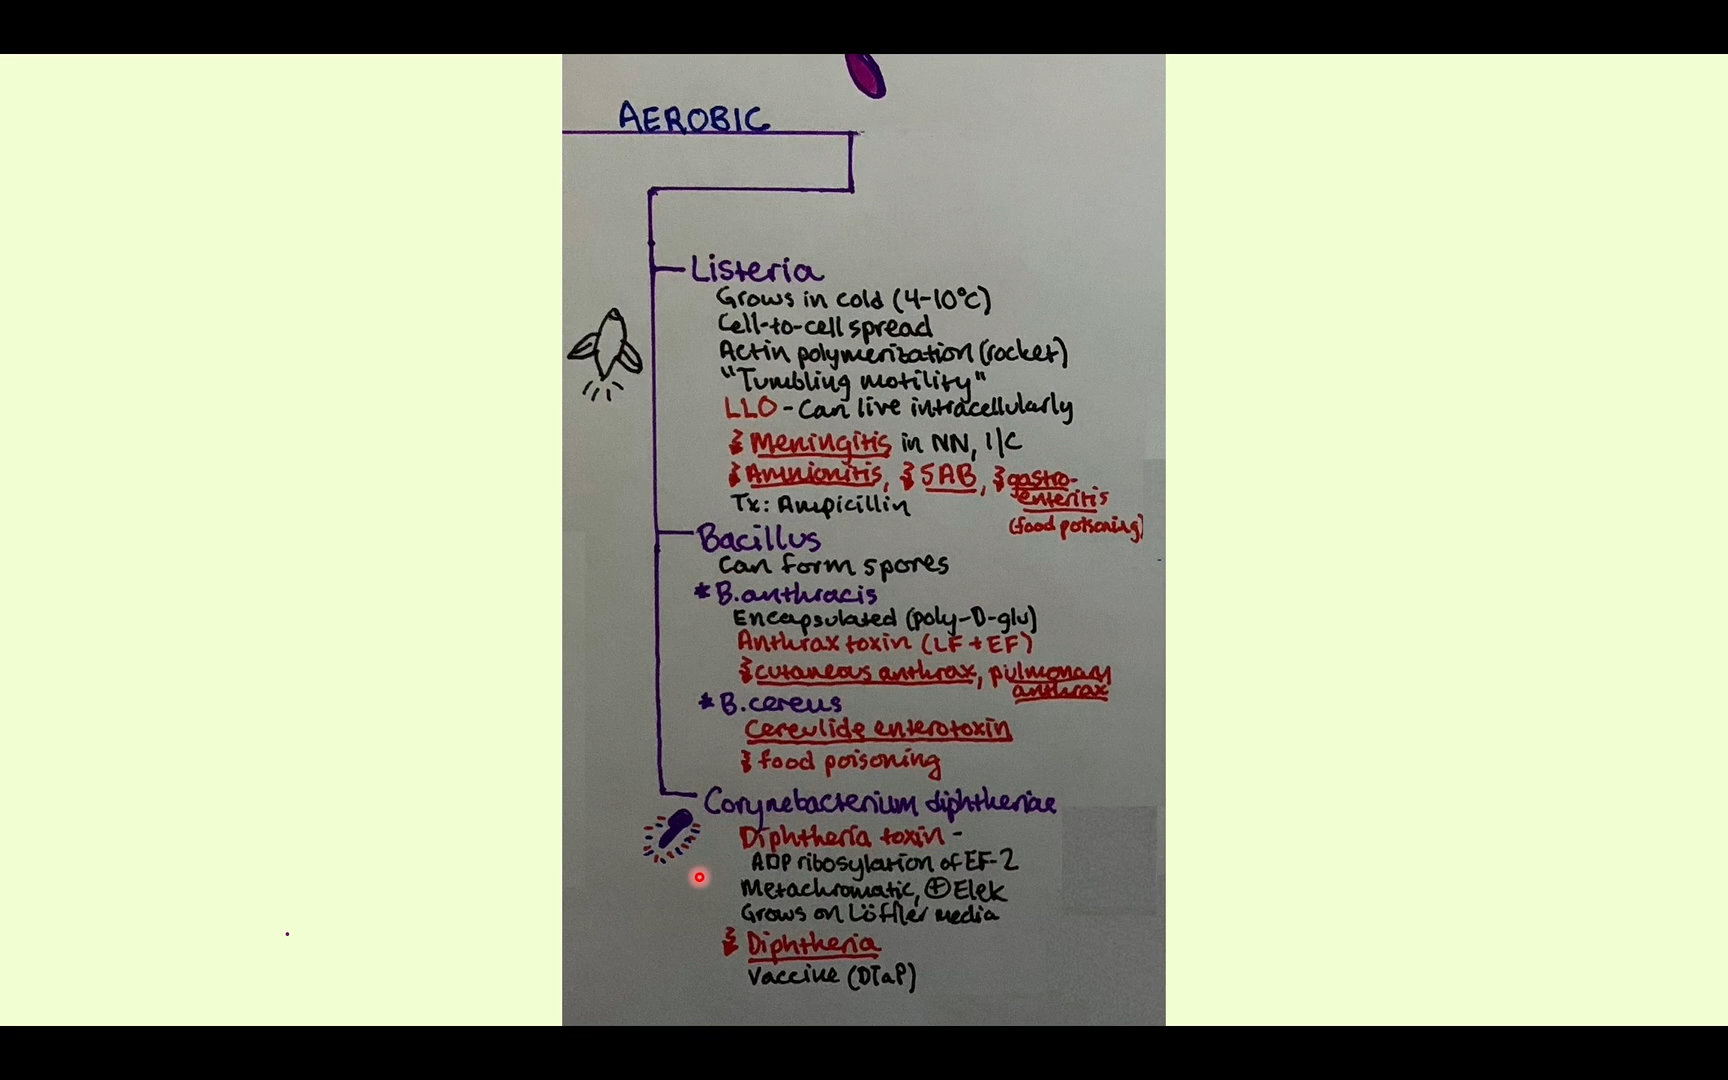 AEROBIC
Listeria
Grows in cold (4-10°C)
Cell-to-cell spread
Actin polymerization (rocket)
"Tumbling motility"
LLO - Can live intracellularly
Meningitis in NN, I/C
Amnionitis, SAB, gastro-
enteritis
(food poisoning)
Tx: Ampicillin
Bacillus
Can form spores
* B.anthracis
Encapsulated (poly-D-glu)
Anthrax toxin (LF + EF)
cutaneous anthrax, pulmonary
anthrax
* B.cereus
Cereulide enterotoxin
food poisoning
Corynebacterium diphtheriae
Diphtheria toxin -
ADP ribosylation of EF-2
Metachromatic, ⊕ Elek
Grows on Löffler media
Diphtheria
Vaccine (DTaP)